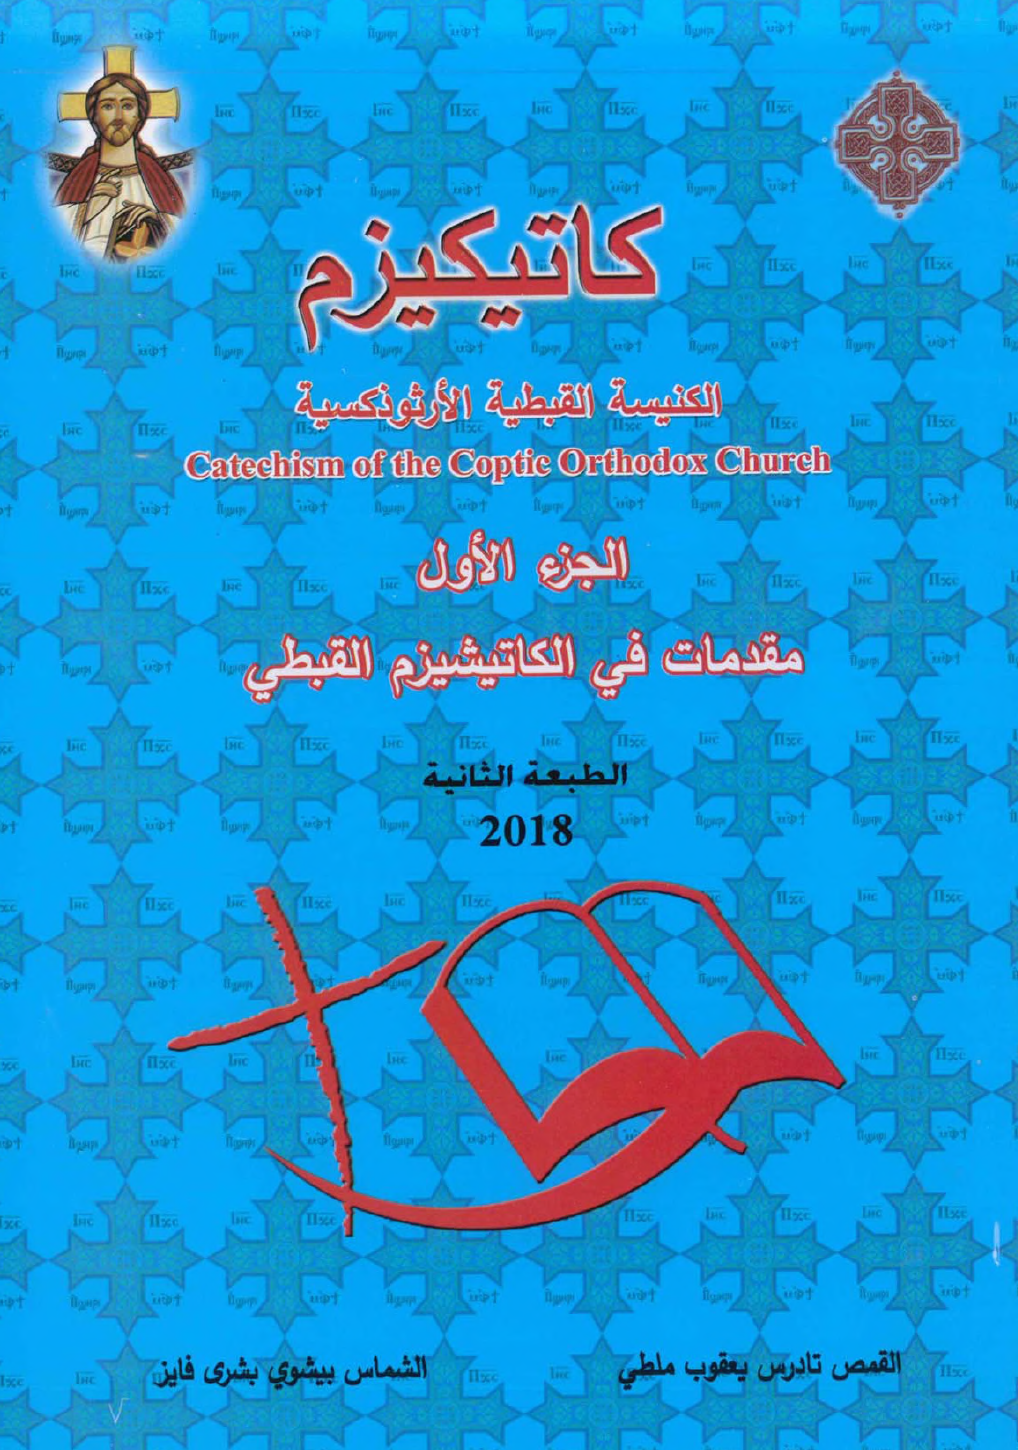 كاتيكيزم
الكنيسة القبطية الأرثوذكسية
Catechism of the Coptic Orthodox Church
الجزء الأول
مقدمات في الكاتيشيزم القبطي
الطبعة الثانية
2018
القمص تادرس يعقوب ملطي
الشماس بيشوي بشرى فايز